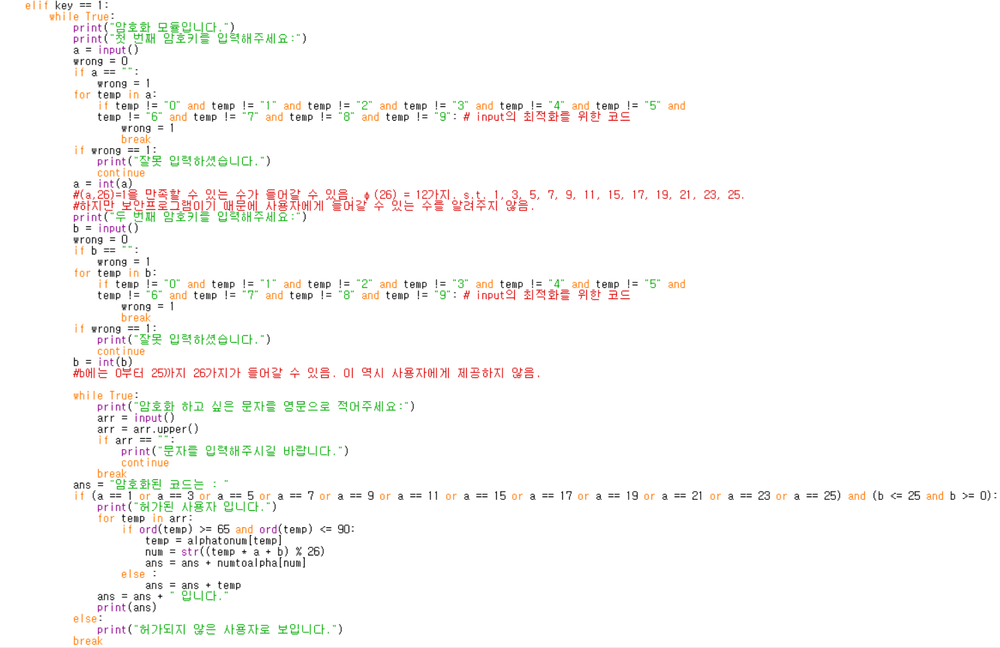 elif key == 1:
while True:
print("암호화 모듈입니다.")
print("첫 번째 암호키를 입력해주세요:")
a = input()
wrong = 0
if a == "":
wrong = 1
for temp in a:
if temp != "0" and temp != "1" and temp != "2" and temp != "3" and temp != "4" and temp != "5" and
temp != "6" and temp != "7" and temp != "8" and temp != "9": # input의 최적화를 위한 코드
wrong = 1
break
if wrong == 1:
print("잘못 입력하셨습니다.")
continue
a = int(a)
#(a,26)=1을 만족할 수 있는 수가 들어갈 수 있음. φ(26) = 12가지. s.t. 1, 3, 5, 7, 9, 11, 15, 17, 19, 21, 23, 25.
#하지만 보안프로그램이기 때문에 사용자에게 들어갈 수 있는 수를 알려주지 않음.
print("두 번째 암호키를 입력해주세요:")
b = input()
wrong = 0
if b == "":
wrong = 1
for temp in b:
if temp != "0" and temp != "1" and temp != "2" and temp != "3" and temp != "4" and temp != "5" and
temp != "6" and temp != "7" and temp != "8" and temp != "9": # input의 최적화를 위한 코드
wrong = 1
break
if wrong == 1:
print("잘못 입력하셨습니다.")
continue
b = int(b)
#b에는 0부터 25까지 26가지가 들어갈 수 있음. 이 역시 사용자에게 제공하지 않음.
while True:
print("암호화 하고 싶은 문자를 영문으로 적어주세요:")
arr = input()
arr = arr.upper()
if arr == "":
print("문자를 입력해주시길 바랍니다.")
continue
break
ans = "암호화된 코드는 : "
if (a == 1 or a == 3 or a == 5 or a == 7 or a == 9 or a == 11 or a == 15 or a == 17 or a == 19 or a == 21 or a == 23 or a == 25) and (b <= 25 and b >= 0):
print("허가된 사용자 입니다.")
for temp in arr:
if ord(temp) >= 65 and ord(temp) <= 90:
temp = alphatonum[temp]
num = str((temp * a + b) % 26)
ans = ans + numtoalpha[num]
else :
ans = ans + temp
ans = ans + " 입니다."
print(ans)
else:
print("허가되지 않은 사용자로 보입니다.")
break